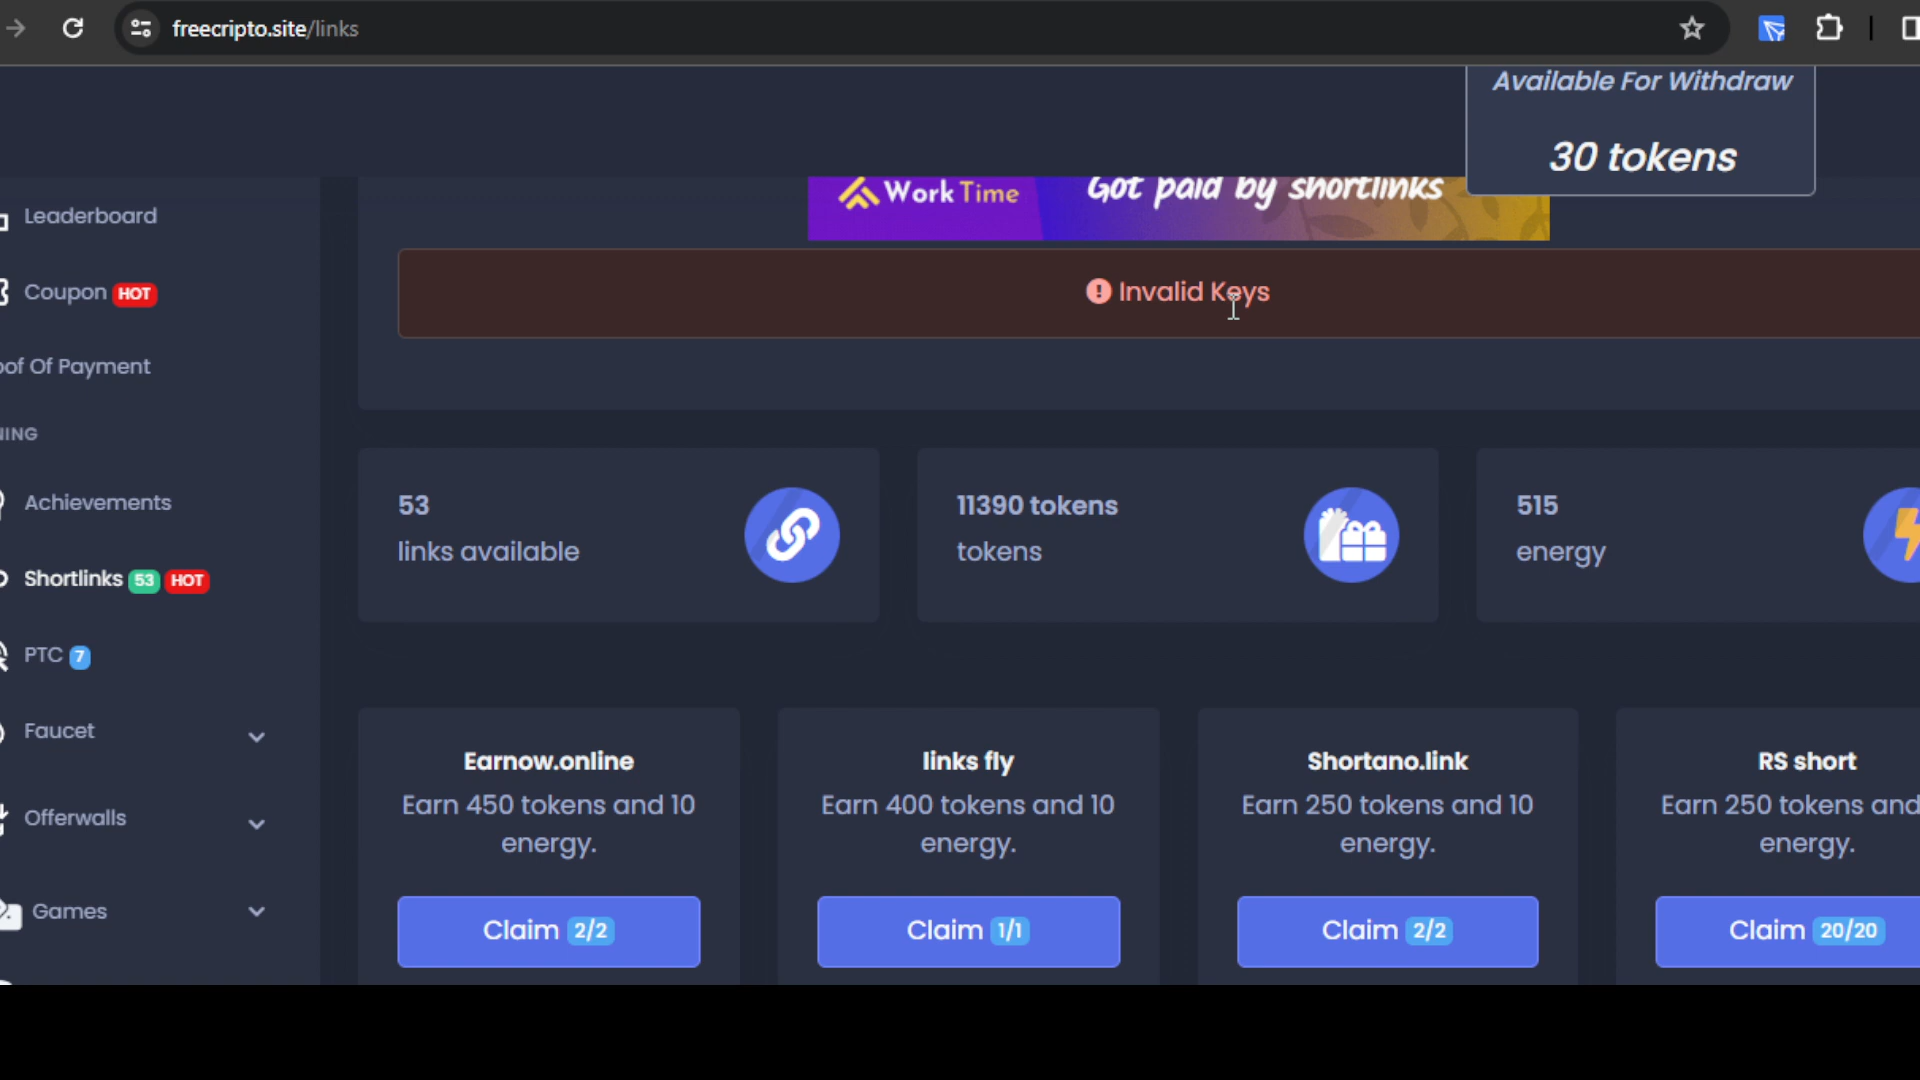 freecripto.site/links
Available For Withdraw
30 tokens
Work Time
Got paid by shortlinks
Leaderboard
Invalid Keys
Coupon HOT
oof Of Payment
NING
Achievements
53
links available
11390 tokens
tokens
515
energy
Shortlinks 53 HOT
PTC 7
Faucet
Offerwalls
Games
Earnow.online
Earn 450 tokens and 10
energy.
Claim 2/2
links fly
Earn 400 tokens and 10
energy.
Claim 1/1
Shortano.link
Earn 250 tokens and 10
energy.
Claim 2/2
RS short
Earn 250 tokens and
energy.
Claim 20/20